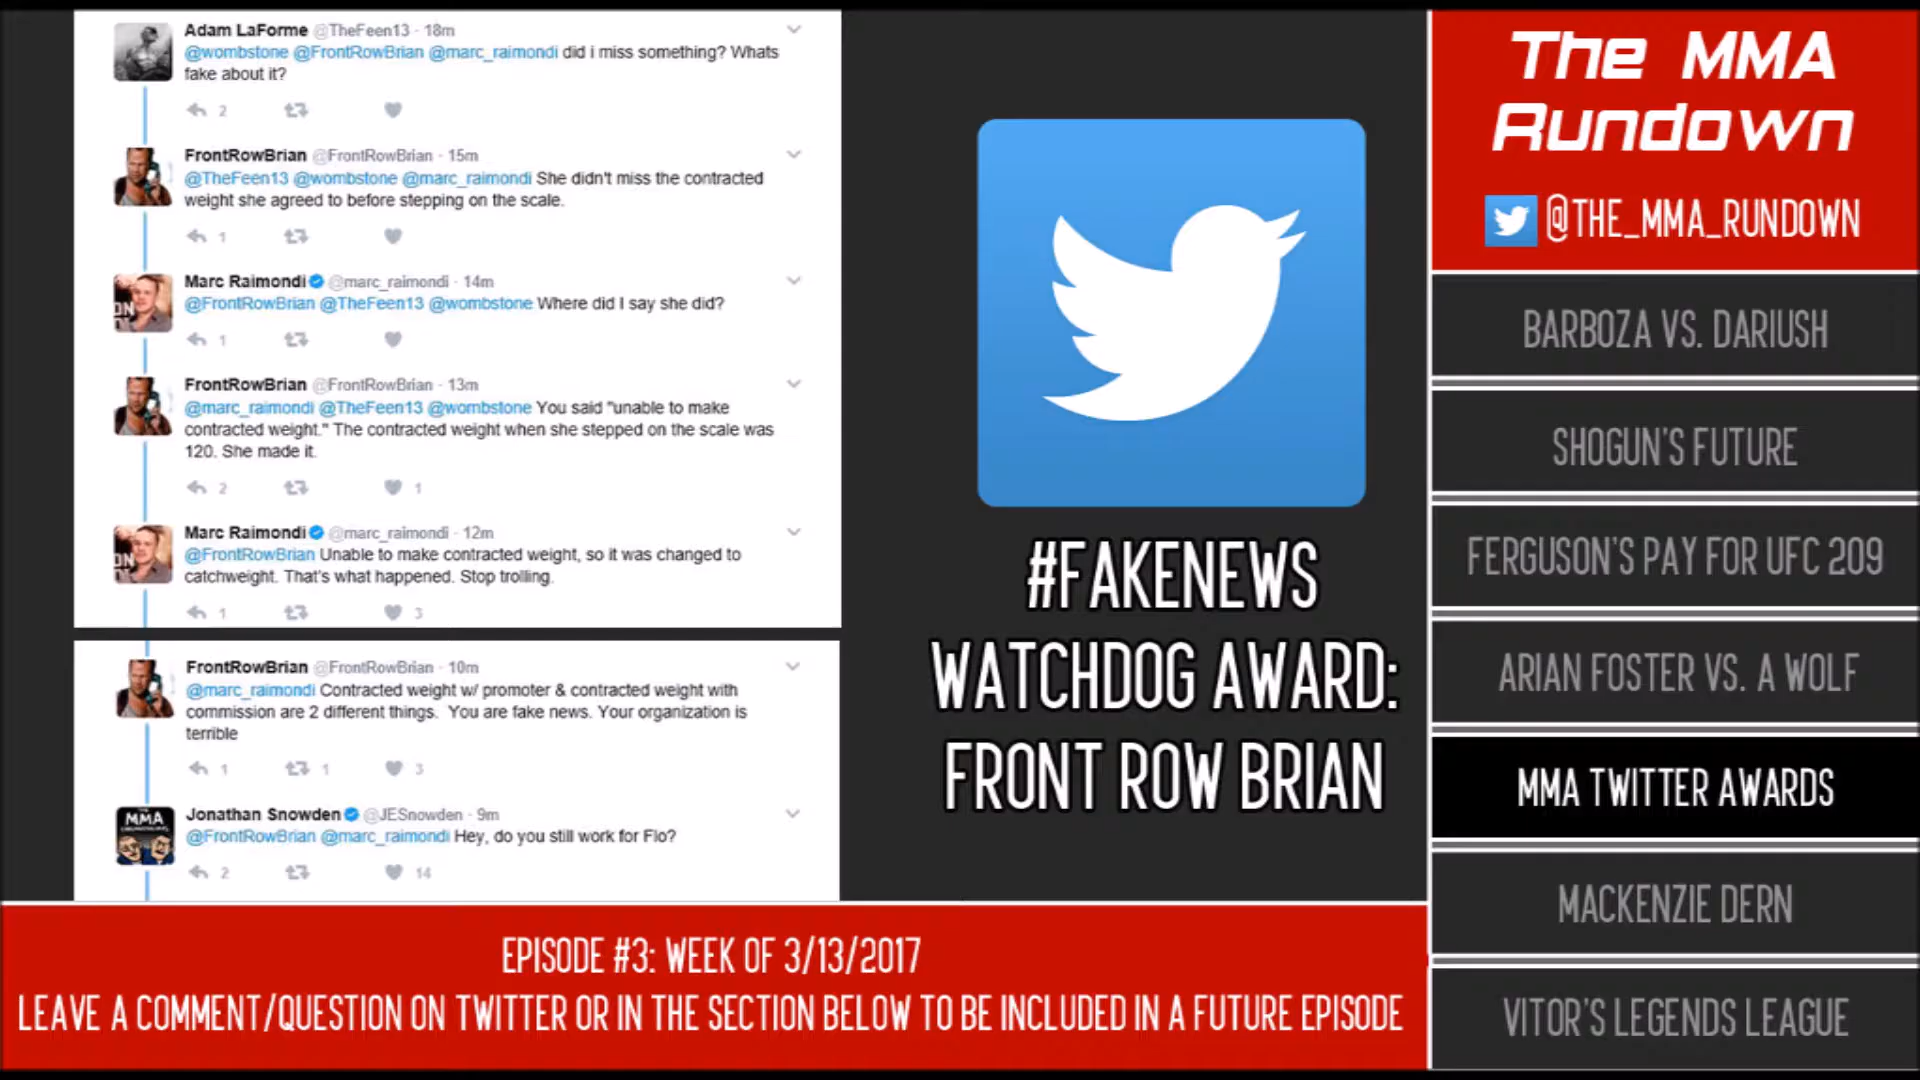 Adam LaForme @TheFeen13 · 18m
@wombstone @FrontRowBrian @marc_raimondi did i miss something? Whats
fake about it?
2
FrontRowBrian @FrontRowBrian · 15m
@TheFeen13 @wombstone @marc_raimondi She didn't miss the contracted
weight she agreed to before stepping on the scale.
1
Marc Raimondi @marc_raimondi · 14m
@FrontRowBrian @TheFeen13 @wombstone Where did I say she did?
1
FrontRowBrian @FrontRowBrian · 13m
@marc_raimondi @TheFeen13 @wombstone You said "unable to make
contracted weight." The contracted weight when she stepped on the scale was
120. She made it.
2 1
Marc Raimondi @marc_raimondi · 12m
@FrontRowBrian Unable to make contracted weight, so it was changed to
catchweight. That's what happened. Stop trolling.
1 3
FrontRowBrian @FrontRowBrian · 10m
@marc_raimondi Contracted weight w/ promoter & contracted weight with
commission are 2 different things. You are fake news. Your organization is
terrible
1 1 3
MMA
Jonathan Snowden @JESnowden · 9m
@FrontRowBrian @marc_raimondi Hey, do you still work for Flo?
2 14
#FAKENEWS
WATCHDOG AWARD:
FRONT ROW BRIAN
The MMA
Rundown
@THE_MMA_RUNDOWN
BARBOZA VS. DARIUSH
SHOGUN'S FUTURE
FERGUSON'S PAY FOR UFC 209
ARIAN FOSTER VS. A WOLF
MMA TWITTER AWARDS
MACKENZIE DERN
VITOR'S LEGENDS LEAGUE
EPISODE #3: WEEK OF 3/13/2017
LEAVE A COMMENT/QUESTION ON TWITTER OR IN THE SECTION BELOW TO BE INCLUDED IN A FUTURE EPISODE